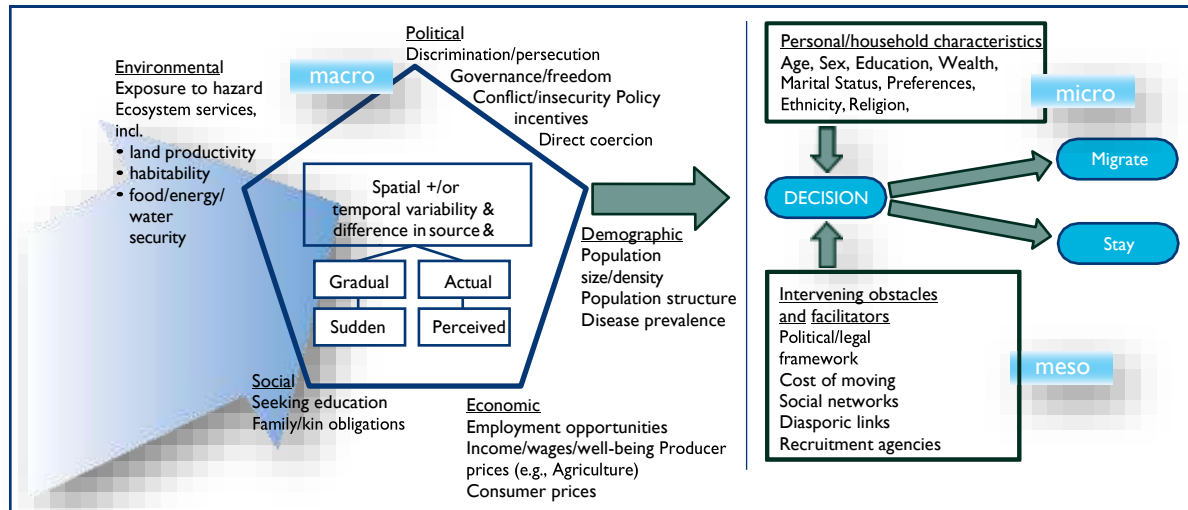 Political
Discrimination/persecution
Governance/freedom
Conflict/insecurity Policy
incentives
Direct coercion
macro
Environmental
Exposure to hazard
Ecosystem services,
incl.
• land productivity
• habitability
• food/energy/
water
security
Spatial +/or
temporal variability &
difference in source &
Gradual
Actual
Sudden
Perceived
Demographic
Population
size/density
Population structure
Disease prevalence
Social
Seeking education
Family/kin obligations
Economic
Employment opportunities
Income/wages/well-being Producer
prices (e.g., Agriculture)
Consumer prices
Personal/household characteristics
Age, Sex, Education, Wealth,
Marital Status, Preferences,
Ethnicity, Religion,
micro
DECISION
Migrate
Stay
Intervening obstacles
and facilitators
Political/legal
framework
Cost of moving
Social networks
Diasporic links
Recruitment agencies
meso